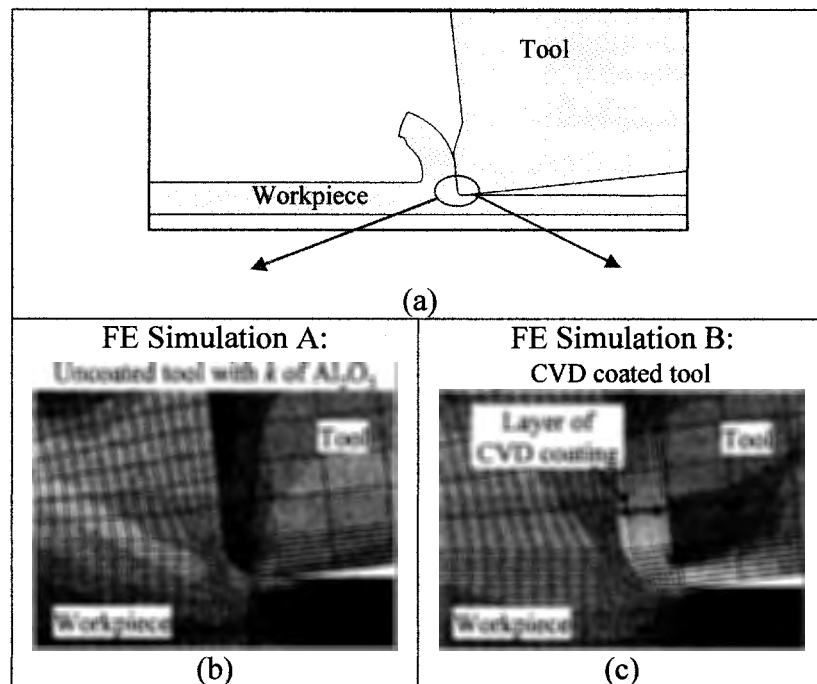 Tool
Workpiece
(a)
FE Simulation A:
Uncoated tool with k of Al₂O₃
Tool
Workpiece
(b)
FE Simulation B:
CVD coated tool
Layer of
CVD coating
Tool
Workpiece
(c)